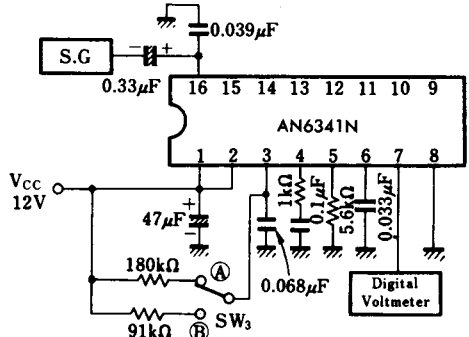 0.039μF
S.G
− +
0.33μF
16 15 14 13 12 11 10 9
AN6341N
1 2 3 4 5 6 7 8
VCC
12V
+
47μF
−
1kΩ
0.1μF
5.6kΩ
0.033μF
180kΩ
A
0.068μF
SW3
B
91kΩ
Digital
Voltmeter